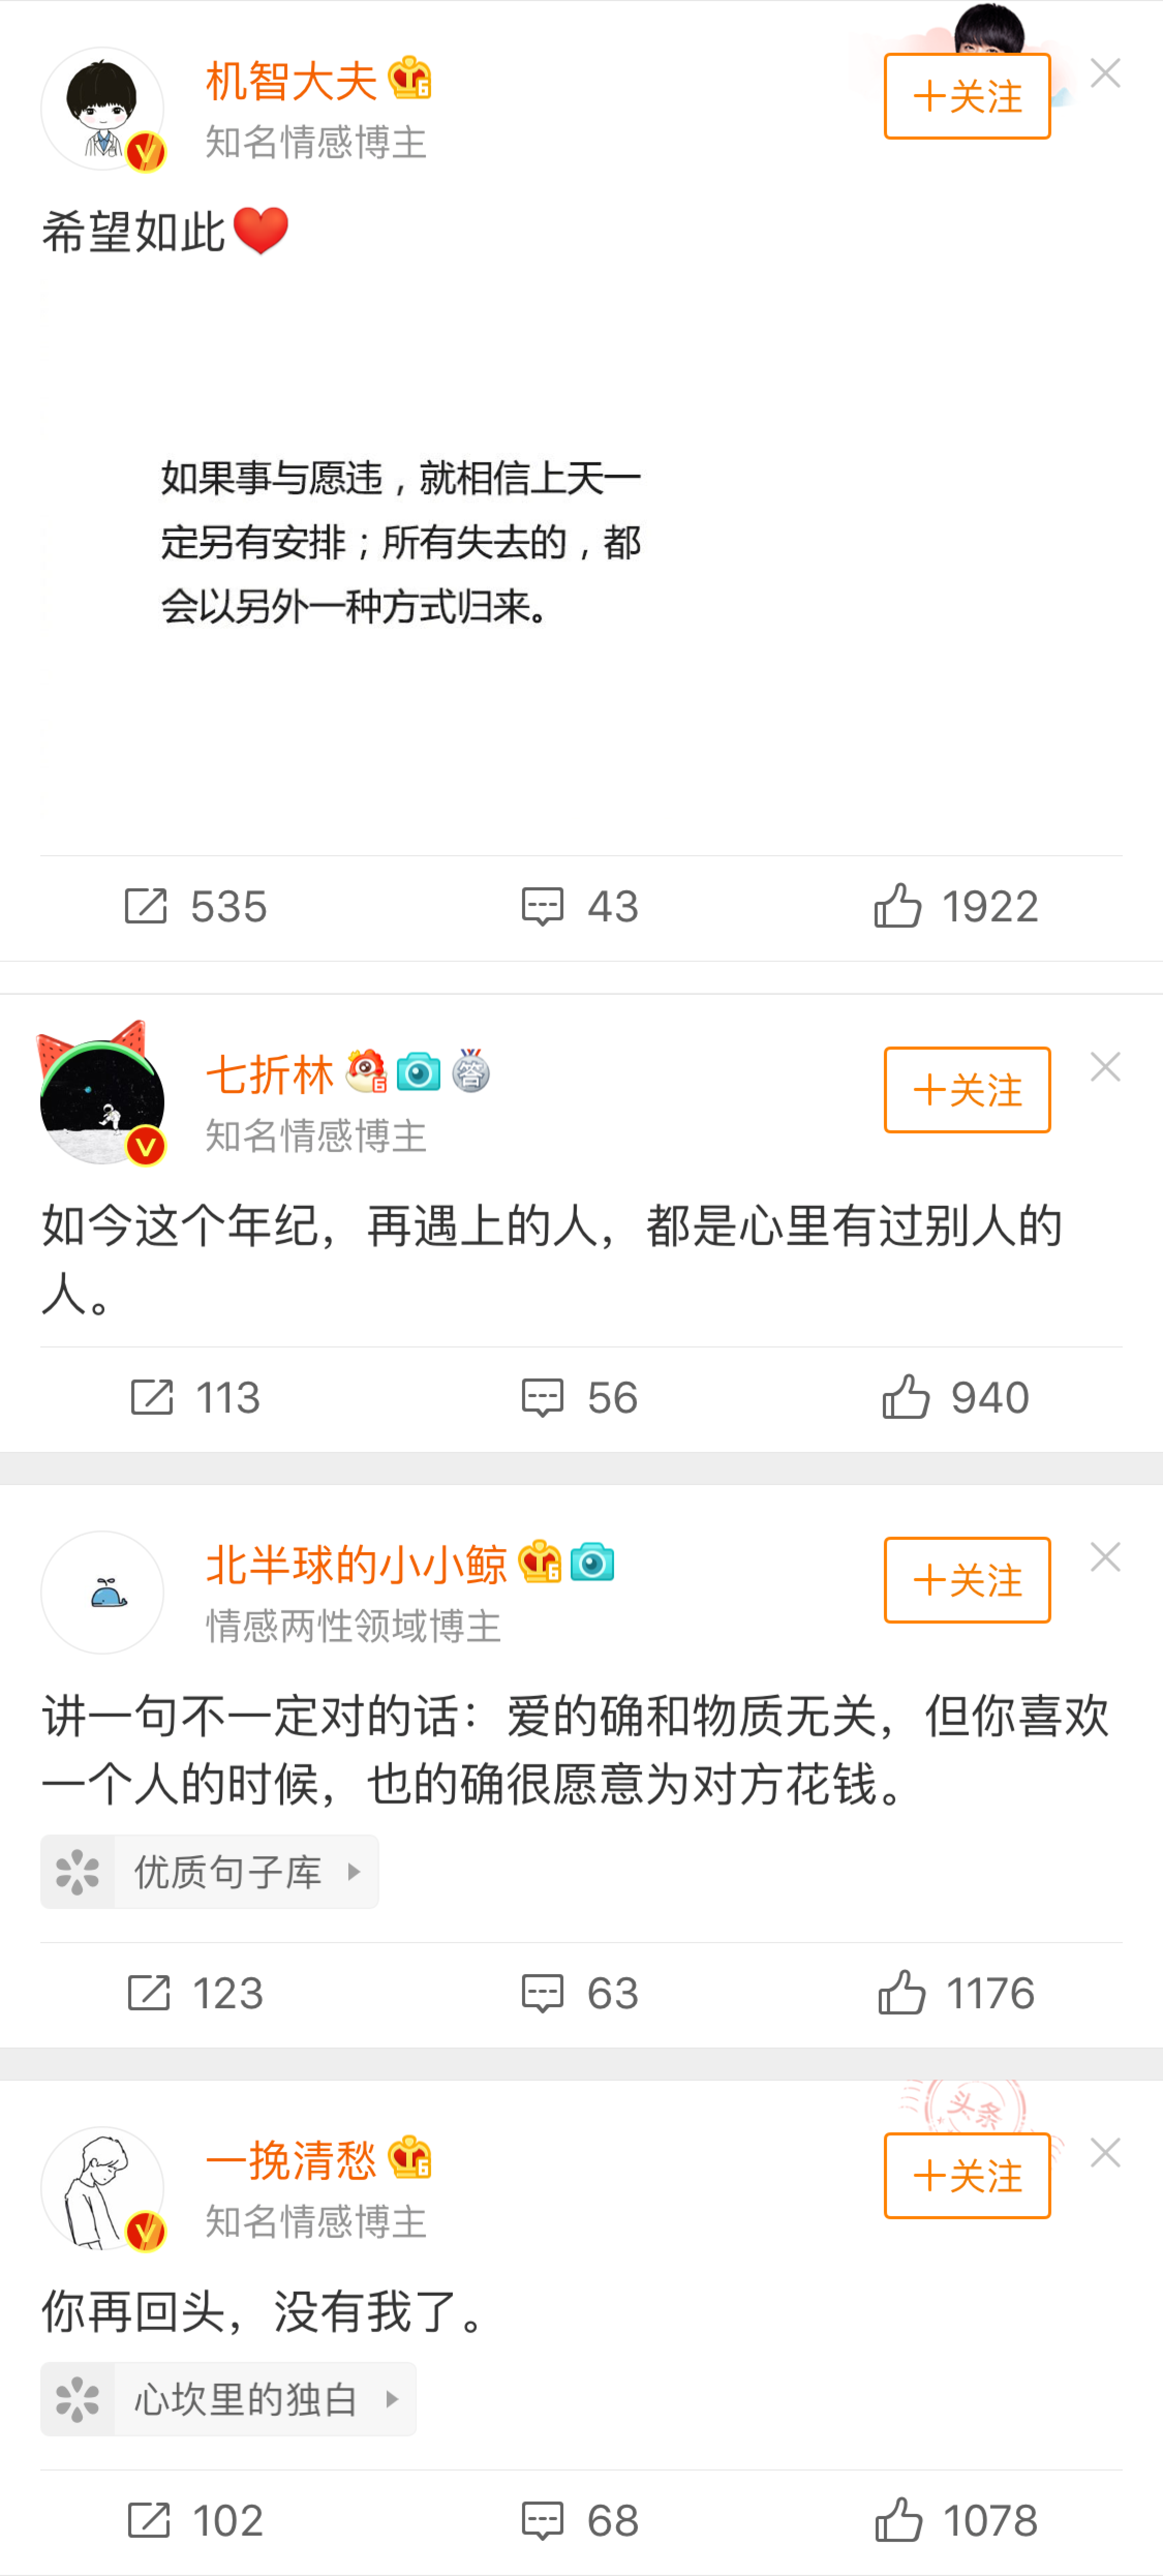 机智大夫
知名情感博主
+关注
希望如此❤
如果事与愿违，就相信上天一
定另有安排；所有失去的，都
会以另外一种方式归来。
535 43 1922
七折林 答
知名情感博主
+关注
如今这个年纪，再遇上的人，都是心里有过别人的
人。
113 56 940
北半球的小小鲸
情感两性领域博主
+关注
讲一句不一定对的话：爱的确和物质无关，但你喜欢
一个人的时候，也的确很愿意为对方花钱。
优质句子库
123 63 1176
头条
一挽清愁
知名情感博主
+关注
你再回头，没有我了。
心坎里的独白
102 68 1078